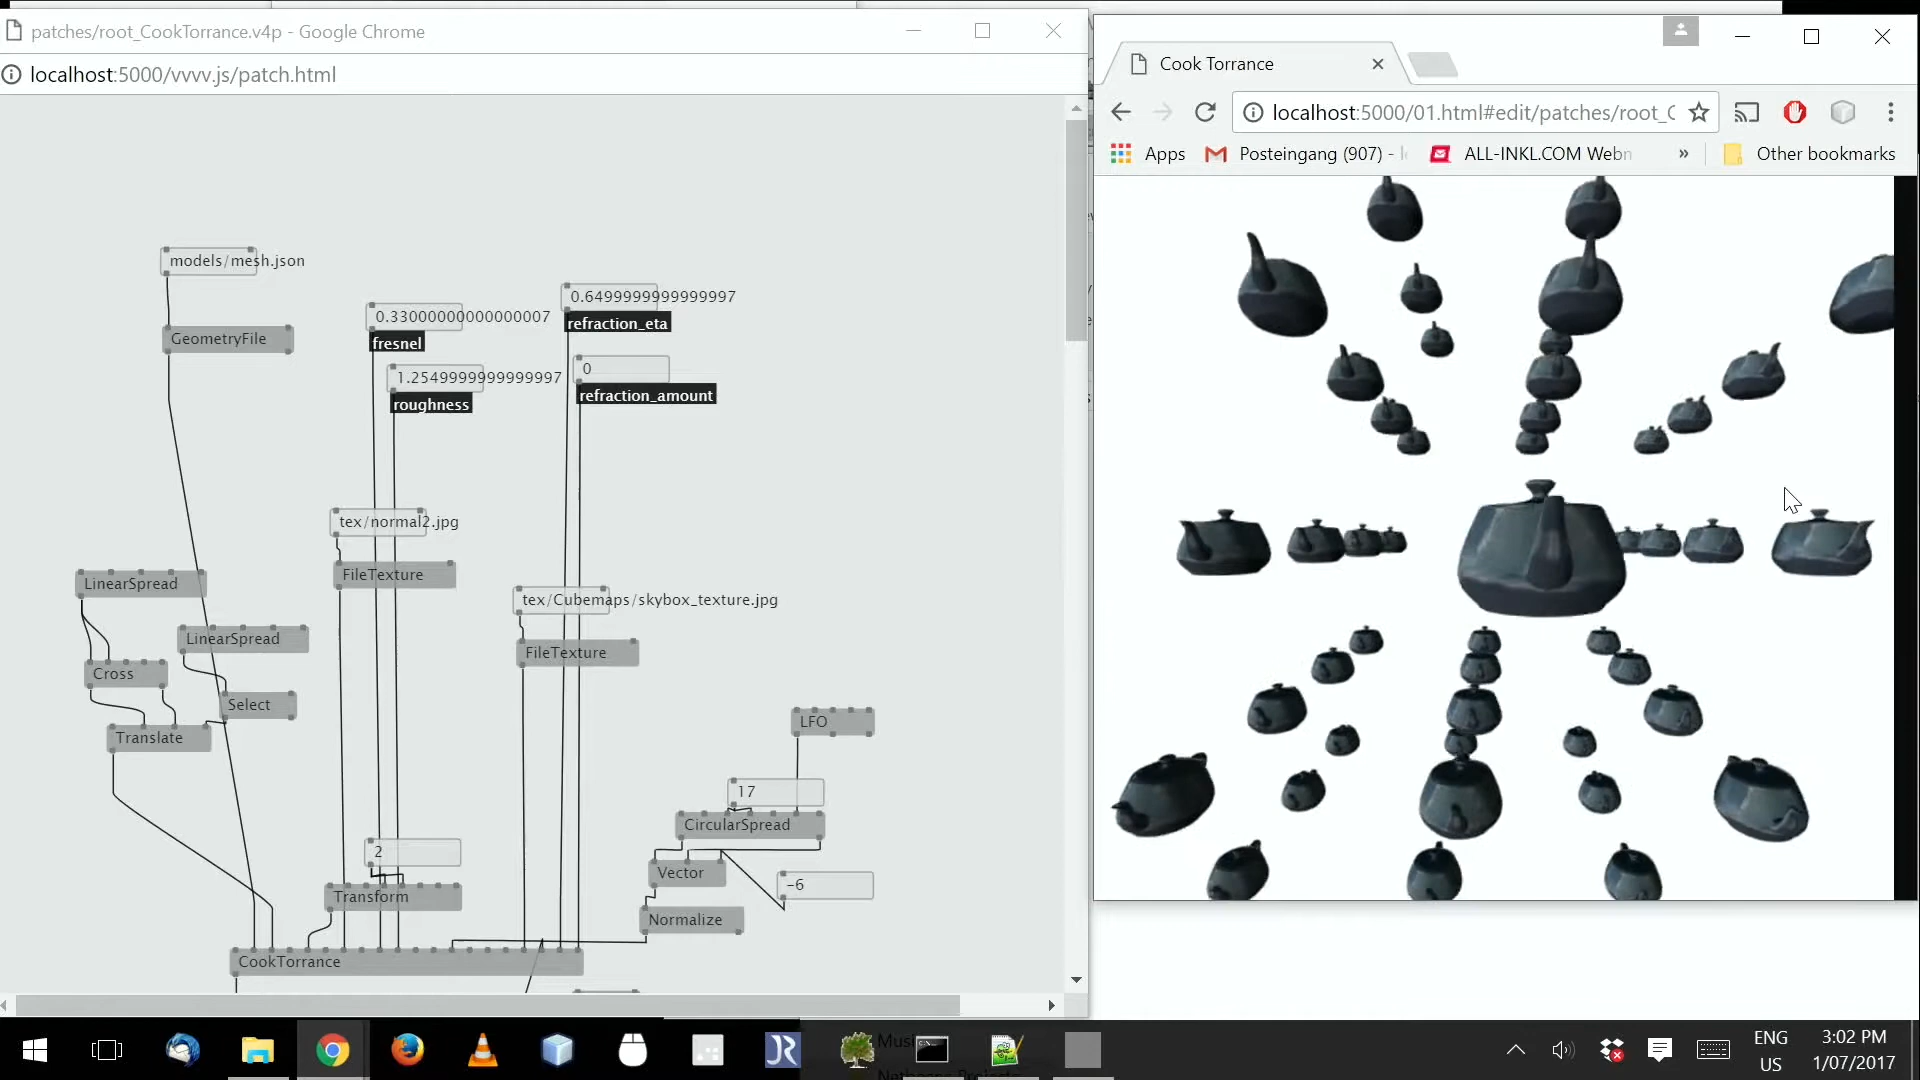 patches/root_CookTorrance.v4p - Google Chrome
localhost:5000/vvvv.js/patch.html
models/mesh.json
GeometryFile
0.33000000000000007
fresnel
1.2549999999999997
roughness
0.6499999999999997
refraction_eta
0
refraction_amount
tex/normal2.jpg
FileTexture
tex/Cubemaps/skybox_texture.jpg
FileTexture
LinearSpread
LinearSpread
Cross
Select
Translate
LFO
17
CircularSpread
2
Vector
-6
Transform
Normalize
CookTorrance
Cook Torrance
localhost:5000/01.html#edit/patches/root_C
Apps
Posteingang (907) -
ALL-INKL.COM Webn
»
Other bookmarks
ENG
US
3:02 PM
1/07/2017